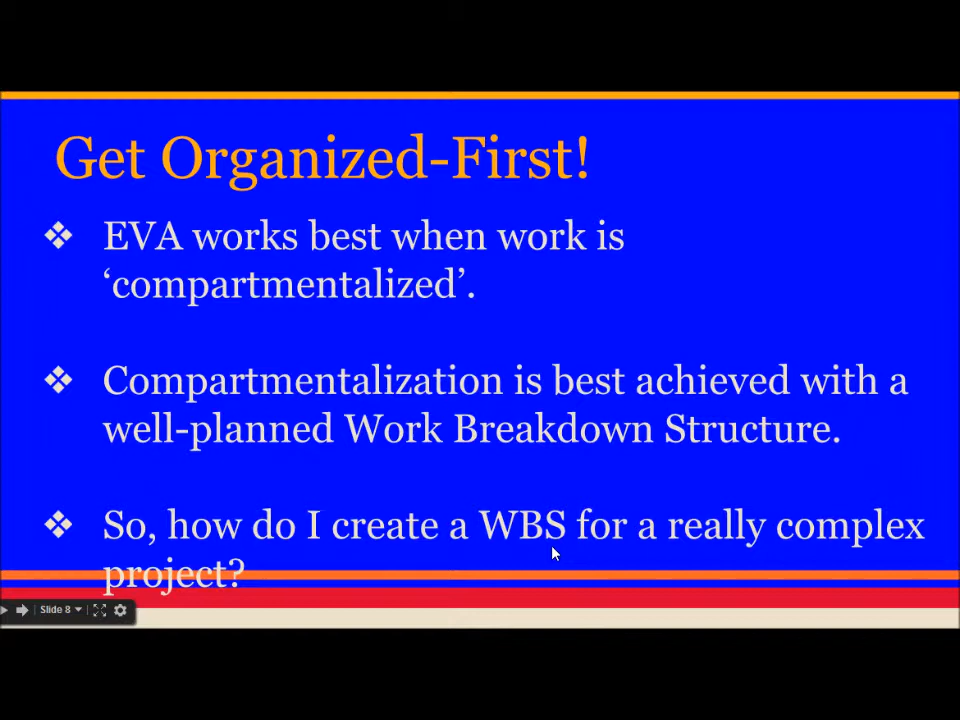 Get Organized-First!
❖ EVA works best when work is
‘compartmentalized’.
❖ Compartmentalization is best achieved with a
well-planned Work Breakdown Structure.
❖ So, how do I create a WBS for a really complex
project?
Slide 8